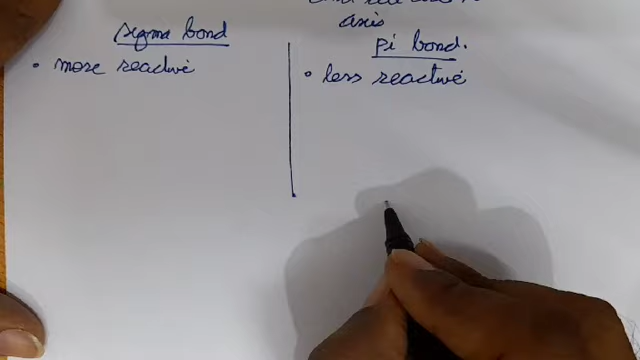 axis
sigma bond
pi bond.
• more reactive
• less reactive